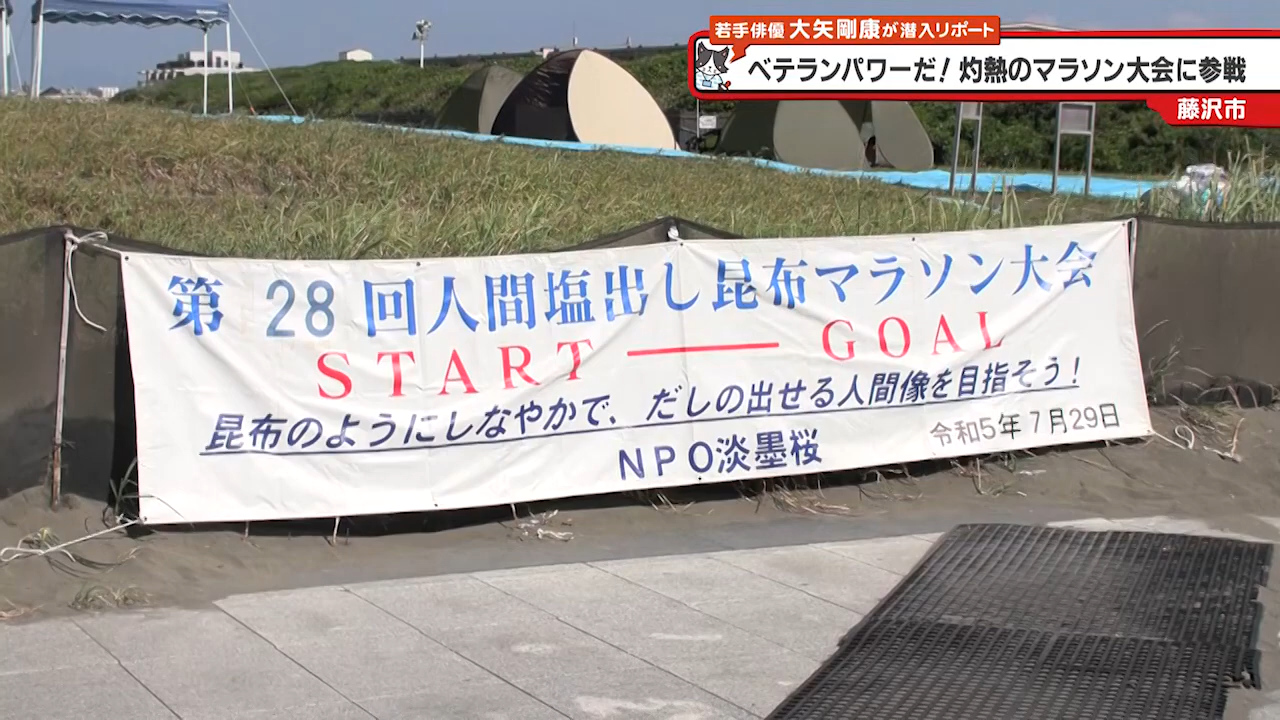 若手俳優 大矢剛康が潜入リポート
ベテランパワーだ! 灼熱のマラソン大会に参戦
藤沢市
第28回人間塩出し昆布マラソン大会
START ― GOAL
昆布のようにしなやかで、だしの出せる人間像を目指そう!
NPO淡墨桜
令和5年7月29日